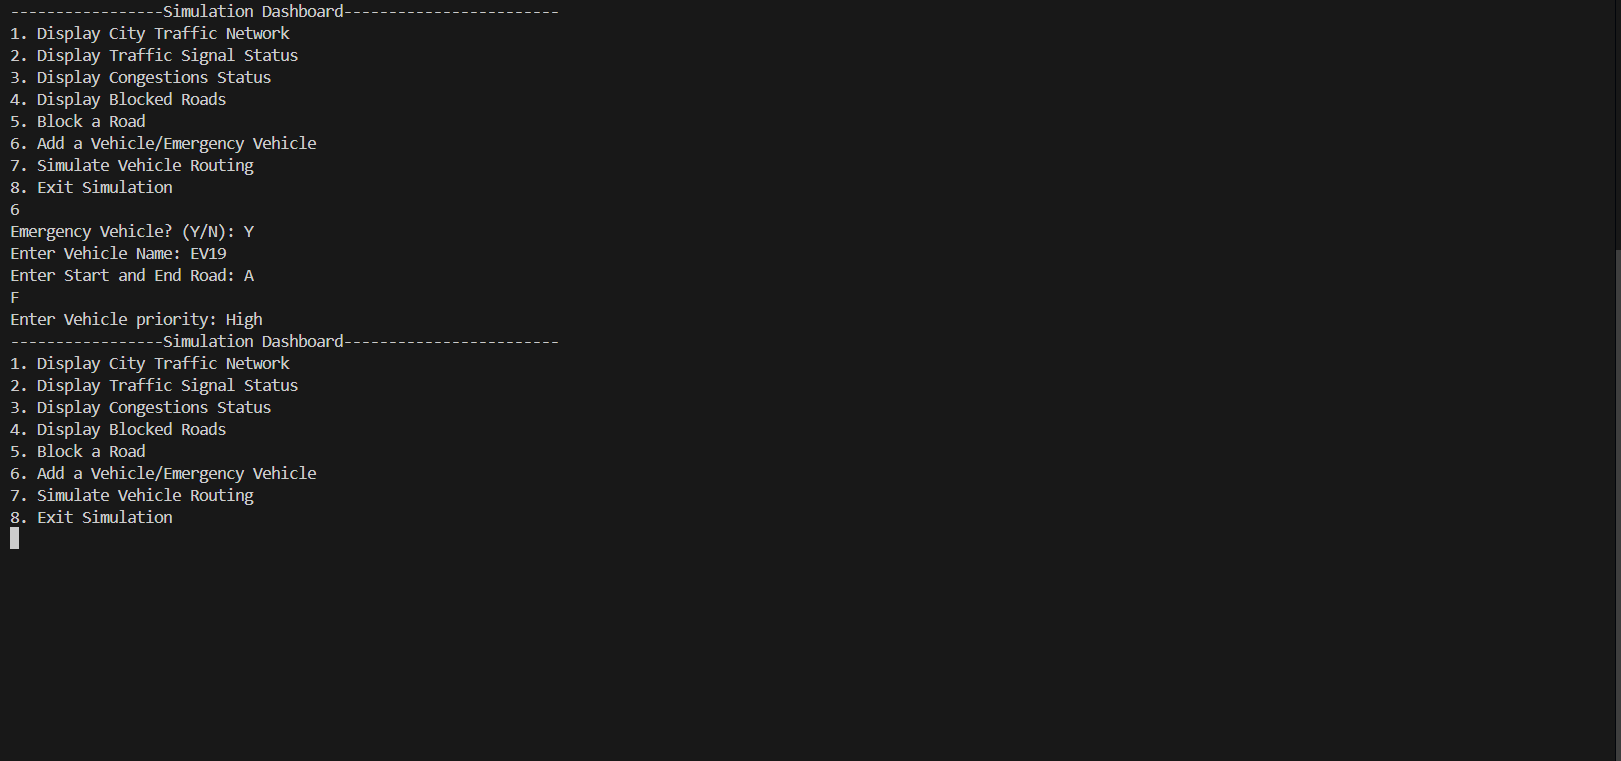 -----------------Simulation Dashboard------------------------
1. Display City Traffic Network
2. Display Traffic Signal Status
3. Display Congestions Status
4. Display Blocked Roads
5. Block a Road
6. Add a Vehicle/Emergency Vehicle
7. Simulate Vehicle Routing
8. Exit Simulation
6
Emergency Vehicle? (Y/N): Y
Enter Vehicle Name: EV19
Enter Start and End Road: A
F
Enter Vehicle priority: High
-----------------Simulation Dashboard------------------------
1. Display City Traffic Network
2. Display Traffic Signal Status
3. Display Congestions Status
4. Display Blocked Roads
5. Block a Road
6. Add a Vehicle/Emergency Vehicle
7. Simulate Vehicle Routing
8. Exit Simulation